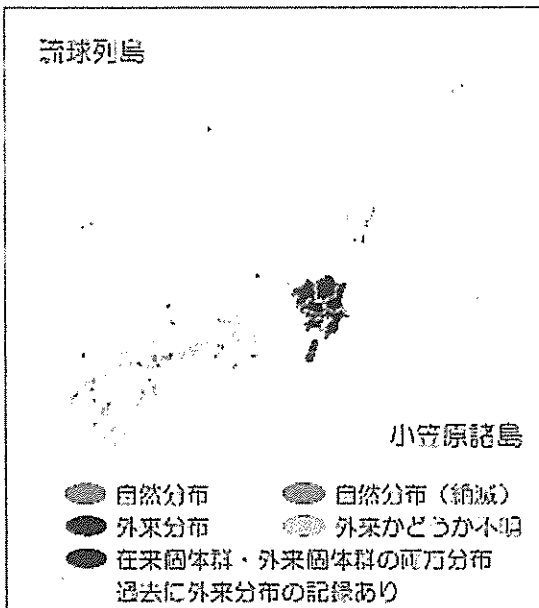 琉球列島
小笠原諸島
自然分布
自然分布（絶滅）
外来分布
外来かどうか不明
在来個体群・外来個体群の両方分布
過去に外来分布の記録あり